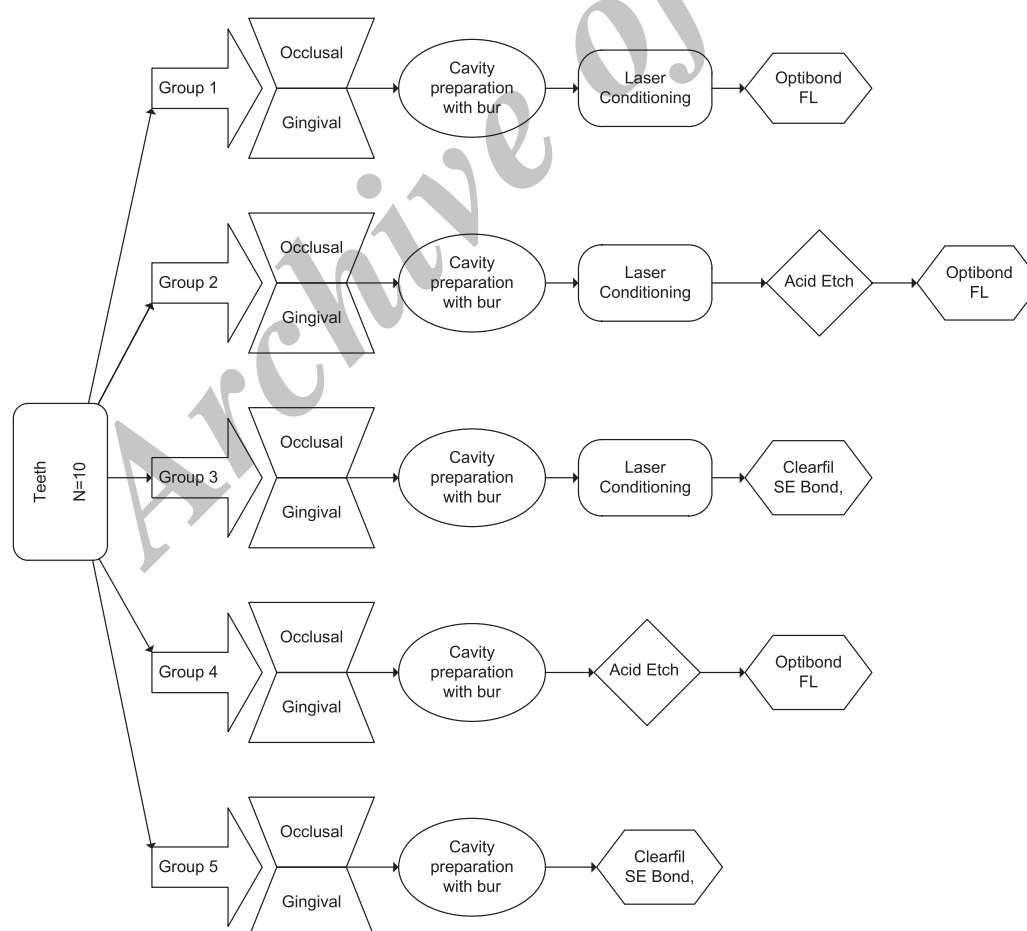 Archive of
Teeth
N=10
Group 1
Occlusal
Gingival
Cavity
preparation
with bur
Laser
Conditioning
Optibond
FL
Group 2
Occlusal
Gingival
Cavity
preparation
with bur
Laser
Conditioning
Acid Etch
Optibond
FL
Group 3
Occlusal
Gingival
Cavity
preparation
with bur
Laser
Conditioning
Clearfil
SE Bond,
Group 4
Occlusal
Gingival
Cavity
preparation
with bur
Acid Etch
Optibond
FL
Group 5
Occlusal
Gingival
Cavity
preparation
with bur
Clearfil
SE Bond,